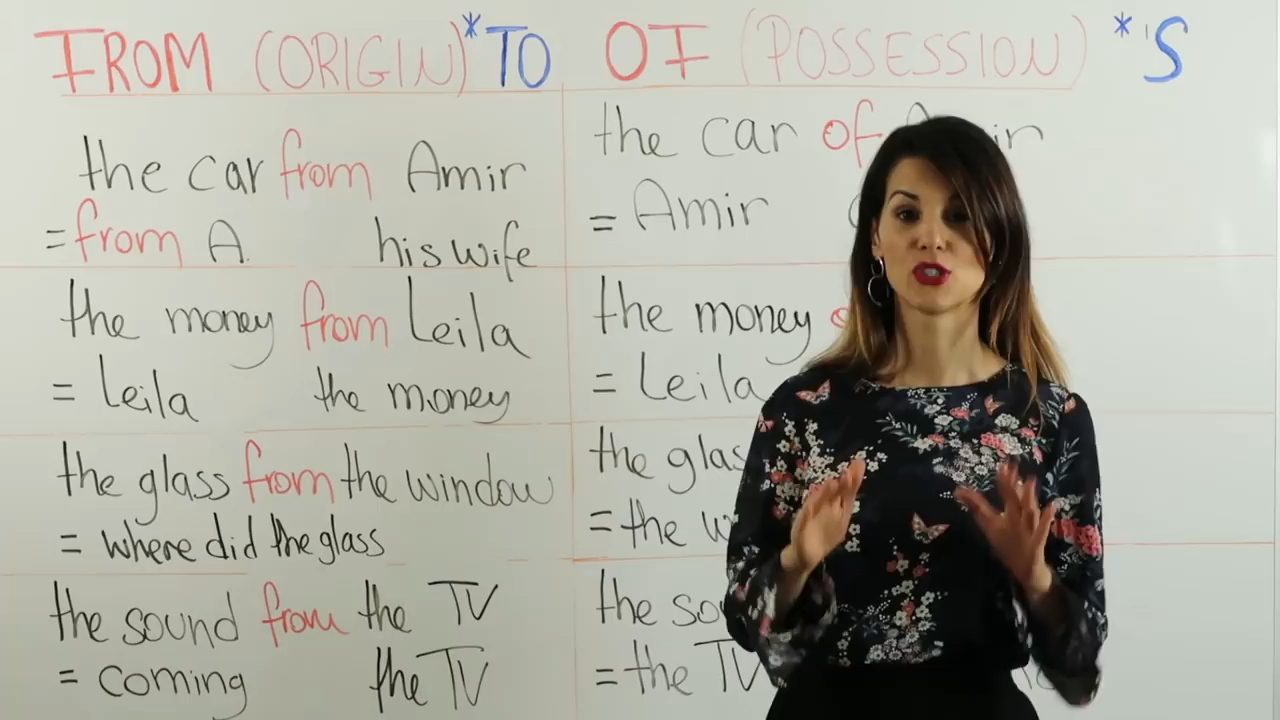 FROM (ORIGIN)*TO
the car from Amir
= from A. his wife
the money from Leila
= Leila the money
the glass from the window
= where did the glass
the sound from the TV
= coming the TV
OF (POSSESSION) *'S
the car of
= Amir
the money
= Leila
the
= the
the
= the TV